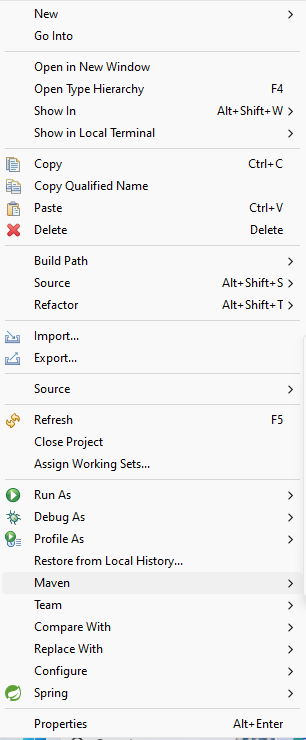 New
Go Into
Open in New Window
Open Type Hierarchy F4
Show In Alt+Shift+W
Show in Local Terminal
Copy Ctrl+C
Copy Qualified Name
Paste Ctrl+V
Delete Delete
Build Path
Source Alt+Shift+S
Refactor Alt+Shift+T
Import...
Export...
Source
Refresh F5
Close Project
Assign Working Sets...
Run As
Debug As
Profile As
Restore from Local History...
Maven
Team
Compare With
Replace With
Configure
Spring
Properties Alt+Enter